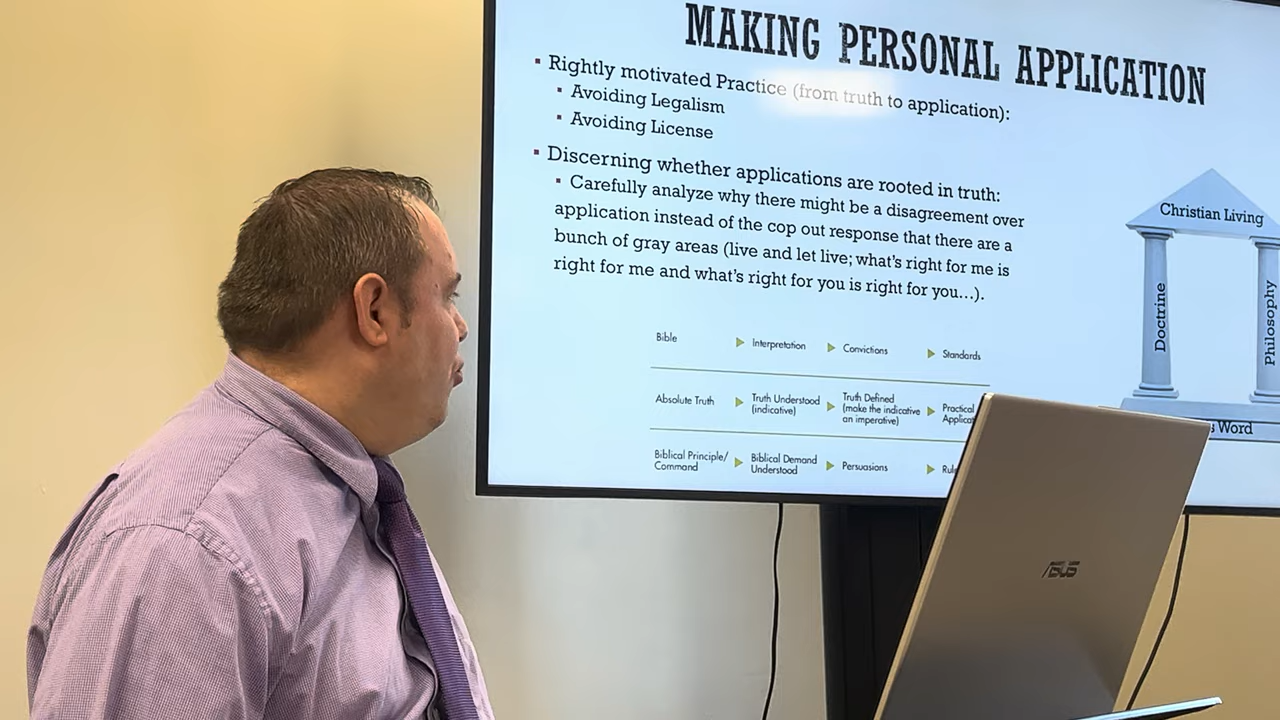 MAKING PERSONAL APPLICATION
▪ Rightly motivated Practice (from truth to application):
▪ Avoiding Legalism
▪ Avoiding License
▪ Discerning whether applications are rooted in truth:
▪ Carefully analyze why there might be a disagreement over
application instead of the cop out response that there are a
bunch of gray areas (live and let live; what's right for me is
right for me and what's right for you is right for you...).
Bible Interpretation Convictions Standards
Absolute Truth Truth Understood Truth Defined Practical
(indicative) (make the indicative
an imperative)
Biblical Principle/ Biblical Demand Persuasions
Command Understood
Christian Living
Doctrine
Philosophy
Word
ASUS